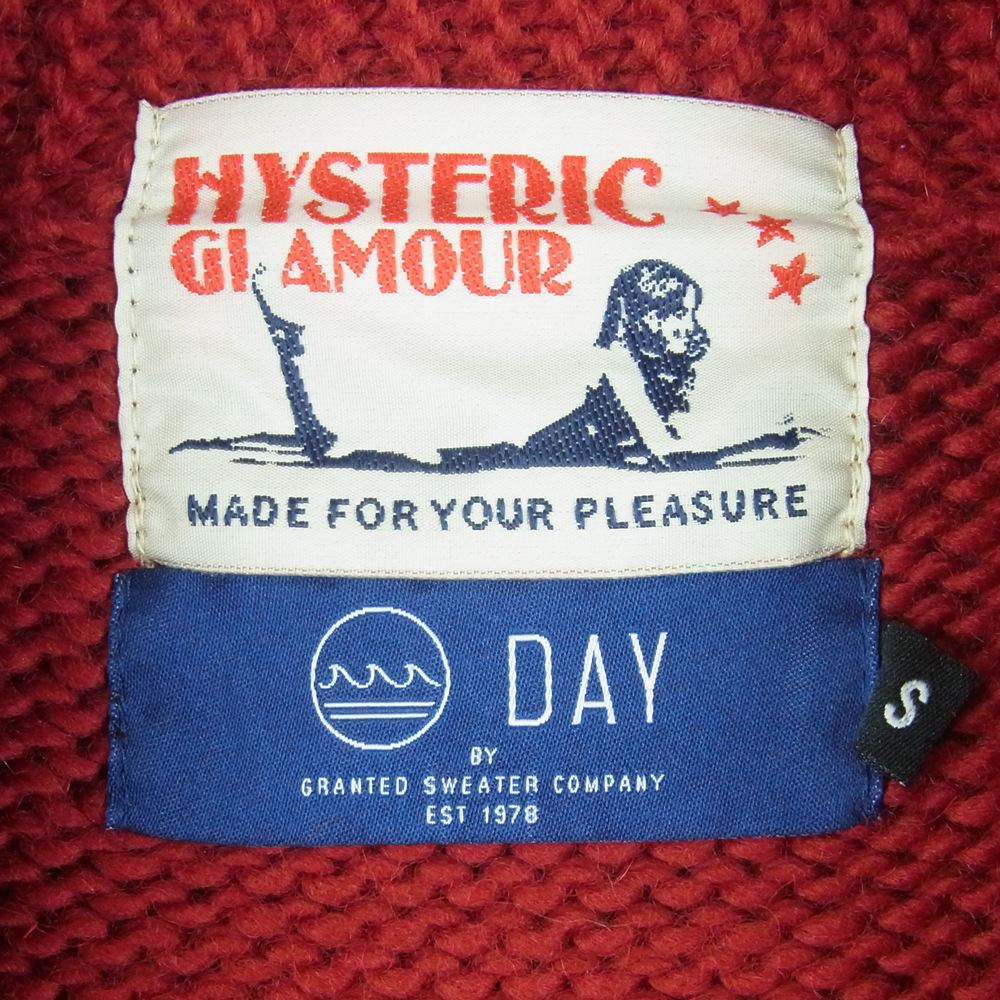 HYSTERIC
GLAMOUR
MADE FOR YOUR PLEASURE
DAY
BY
GRANTED SWEATER COMPANY
EST 1978
S